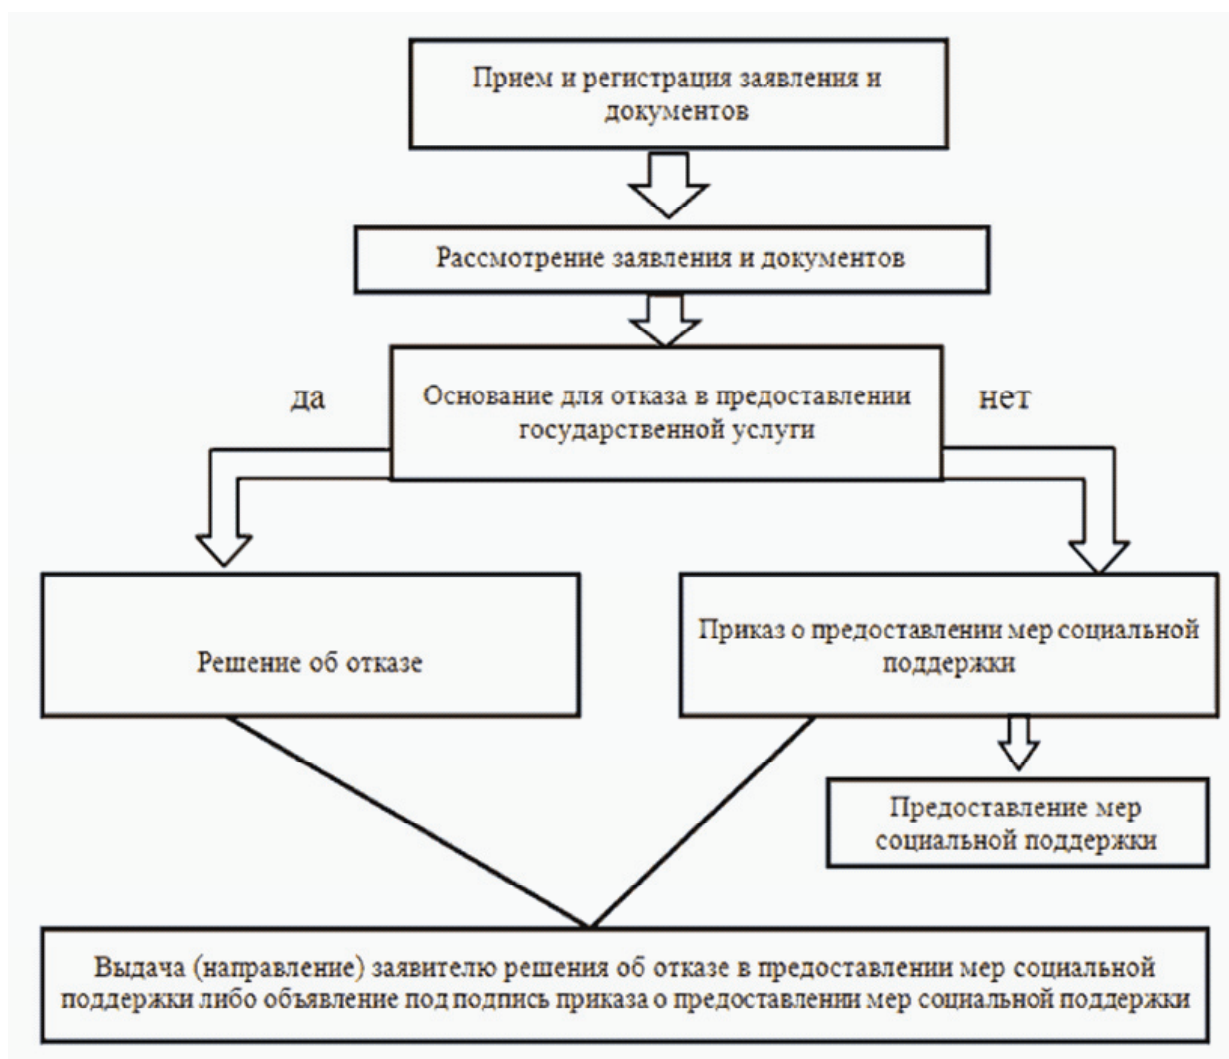 Прием и регистрация заявления и
документов
Рассмотрение заявления и документов
да
Основание для отказа в предоставлении
государственной услуги
нет
Решение об отказе
Приказ о предоставлении мер социальной
поддержки
Предоставление мер
социальной поддержки
Выдача (направление) заявителю решения об отказе в предоставлении мер социальной
поддержки либо объявление под подпись приказа о предоставлении мер социальной поддержки